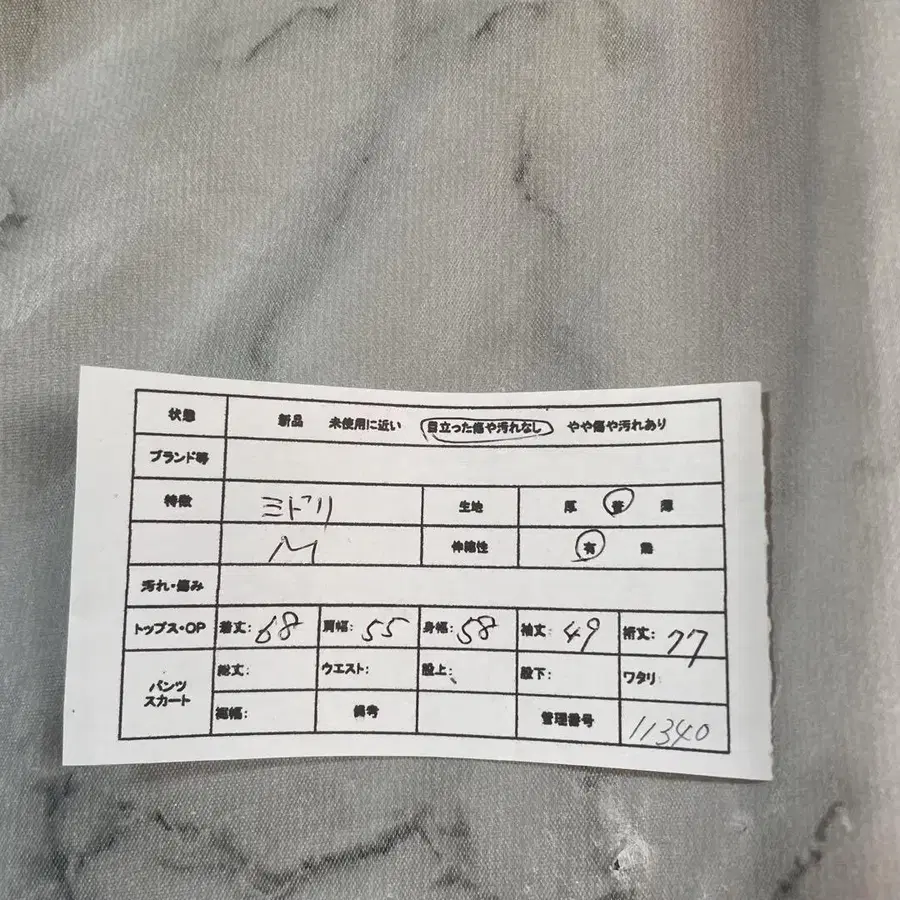 状態 新品 未使用に近い 目立った傷や汚れなし やや傷や汚れあり
ブランド等
特徴 ミドリ 生地 厚 普 薄
M 伸縮性 有 無
汚れ・傷み
トップス・OP 着丈: 68 肩幅: 55 身幅: 58 袖丈: 49 裄丈: 77
パンツ スカート 総丈: ウエスト: 股上: 股下: ワタリ:
裾幅: 備考 管理番号 11340